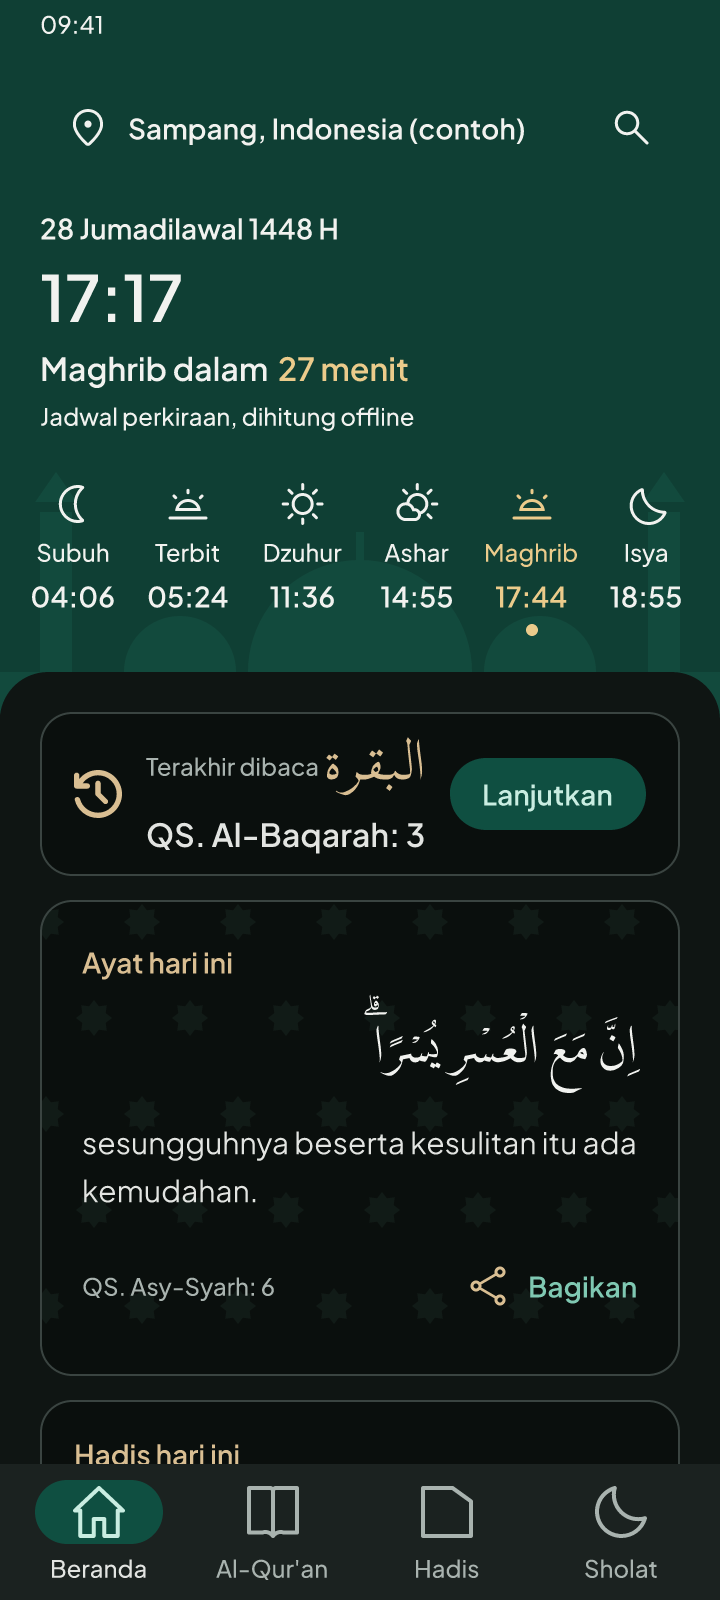 09:41
Sampang, Indonesia (contoh)
28 Jumadilawal 1448 H
17:17
Maghrib dalam 27 menit
Jadwal perkiraan, dihitung offline
Subuh Terbit Dzuhur Ashar Maghrib Isya
04:06 05:24 11:36 14:55 17:44 18:55
Terakhir dibaca البقرة
QS. Al-Baqarah: 3
Lanjutkan
Ayat hari ini
اِنَّ مَعَ الْعُسْرِ يُسْرًاۗ
sesungguhnya beserta kesulitan itu ada
kemudahan.
QS. Asy-Syarh: 6
Bagikan
Hadis hari ini
Beranda Al-Qur'an Hadis Sholat